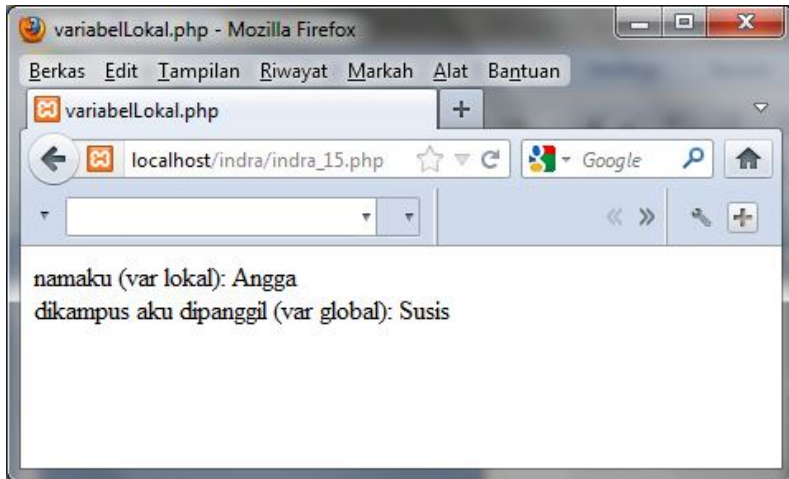 variabelLokal.php - Mozilla Firefox
Berkas Edit Tampilan Riwayat Markah Alat Bantuan
variabelLokal.php
localhost/indra/indra_15.php Google
namaku (var lokal): Angga
dikampus aku dipanggil (var global): Susis